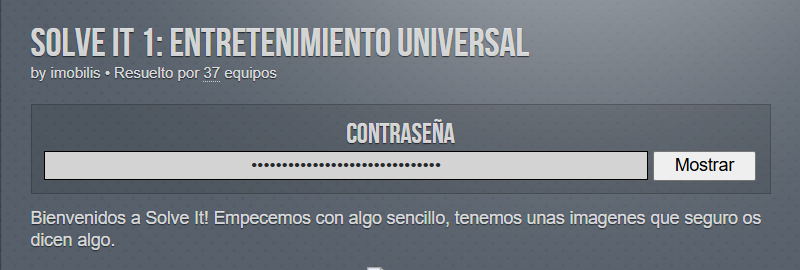 SOLVE IT 1: ENTRETENIMIENTO UNIVERSAL
by imobilis • Resuelto por 37 equipos
CONTRASEÑA
•••••••••••••••••••••••••••••••
Mostrar
Bienvenidos a Solve It! Empecemos con algo sencillo, tenemos unas imagenes que seguro os
dicen algo.